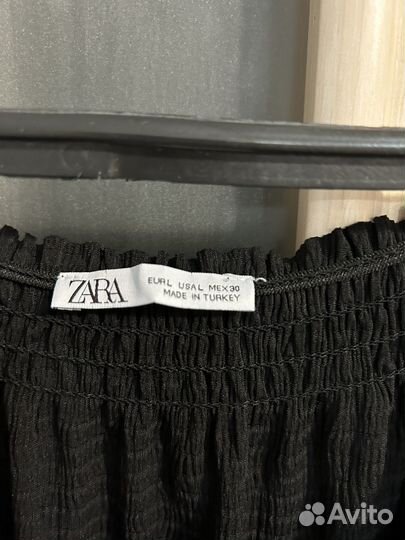 ZARA
EUR L USA L MEX 30
MADE IN TURKEY
Avito